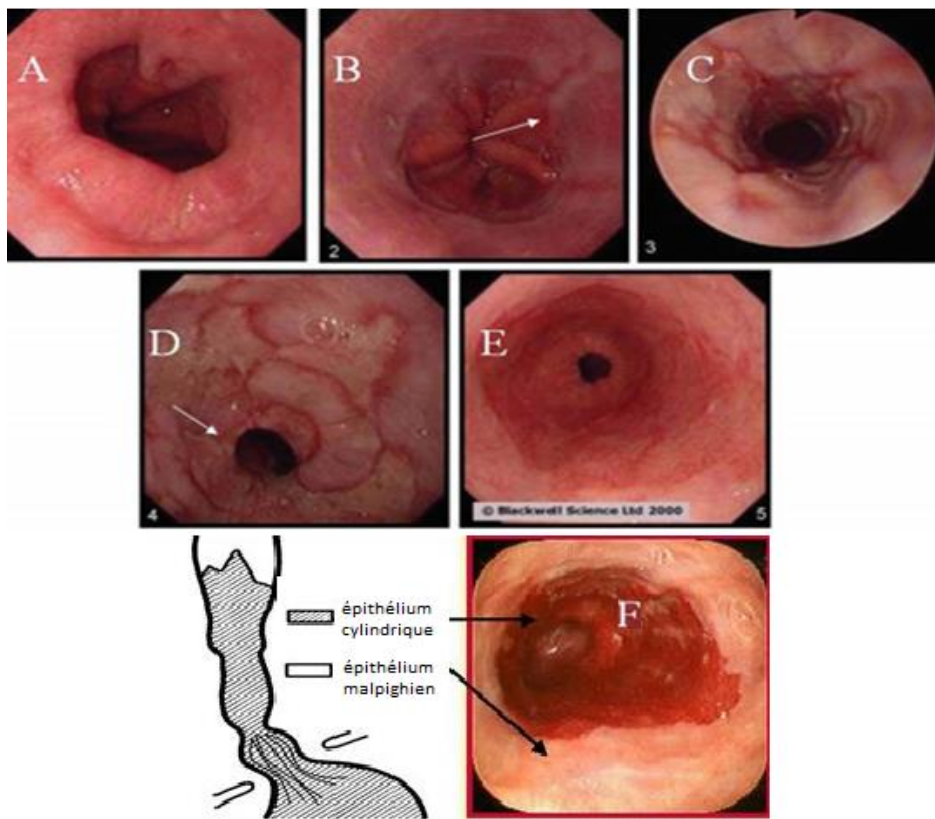 A
B
2
C
3
D
4
E
© Blackwell Science Ltd 2000
5
épithélium
cylindrique
épithélium
malpighien
F